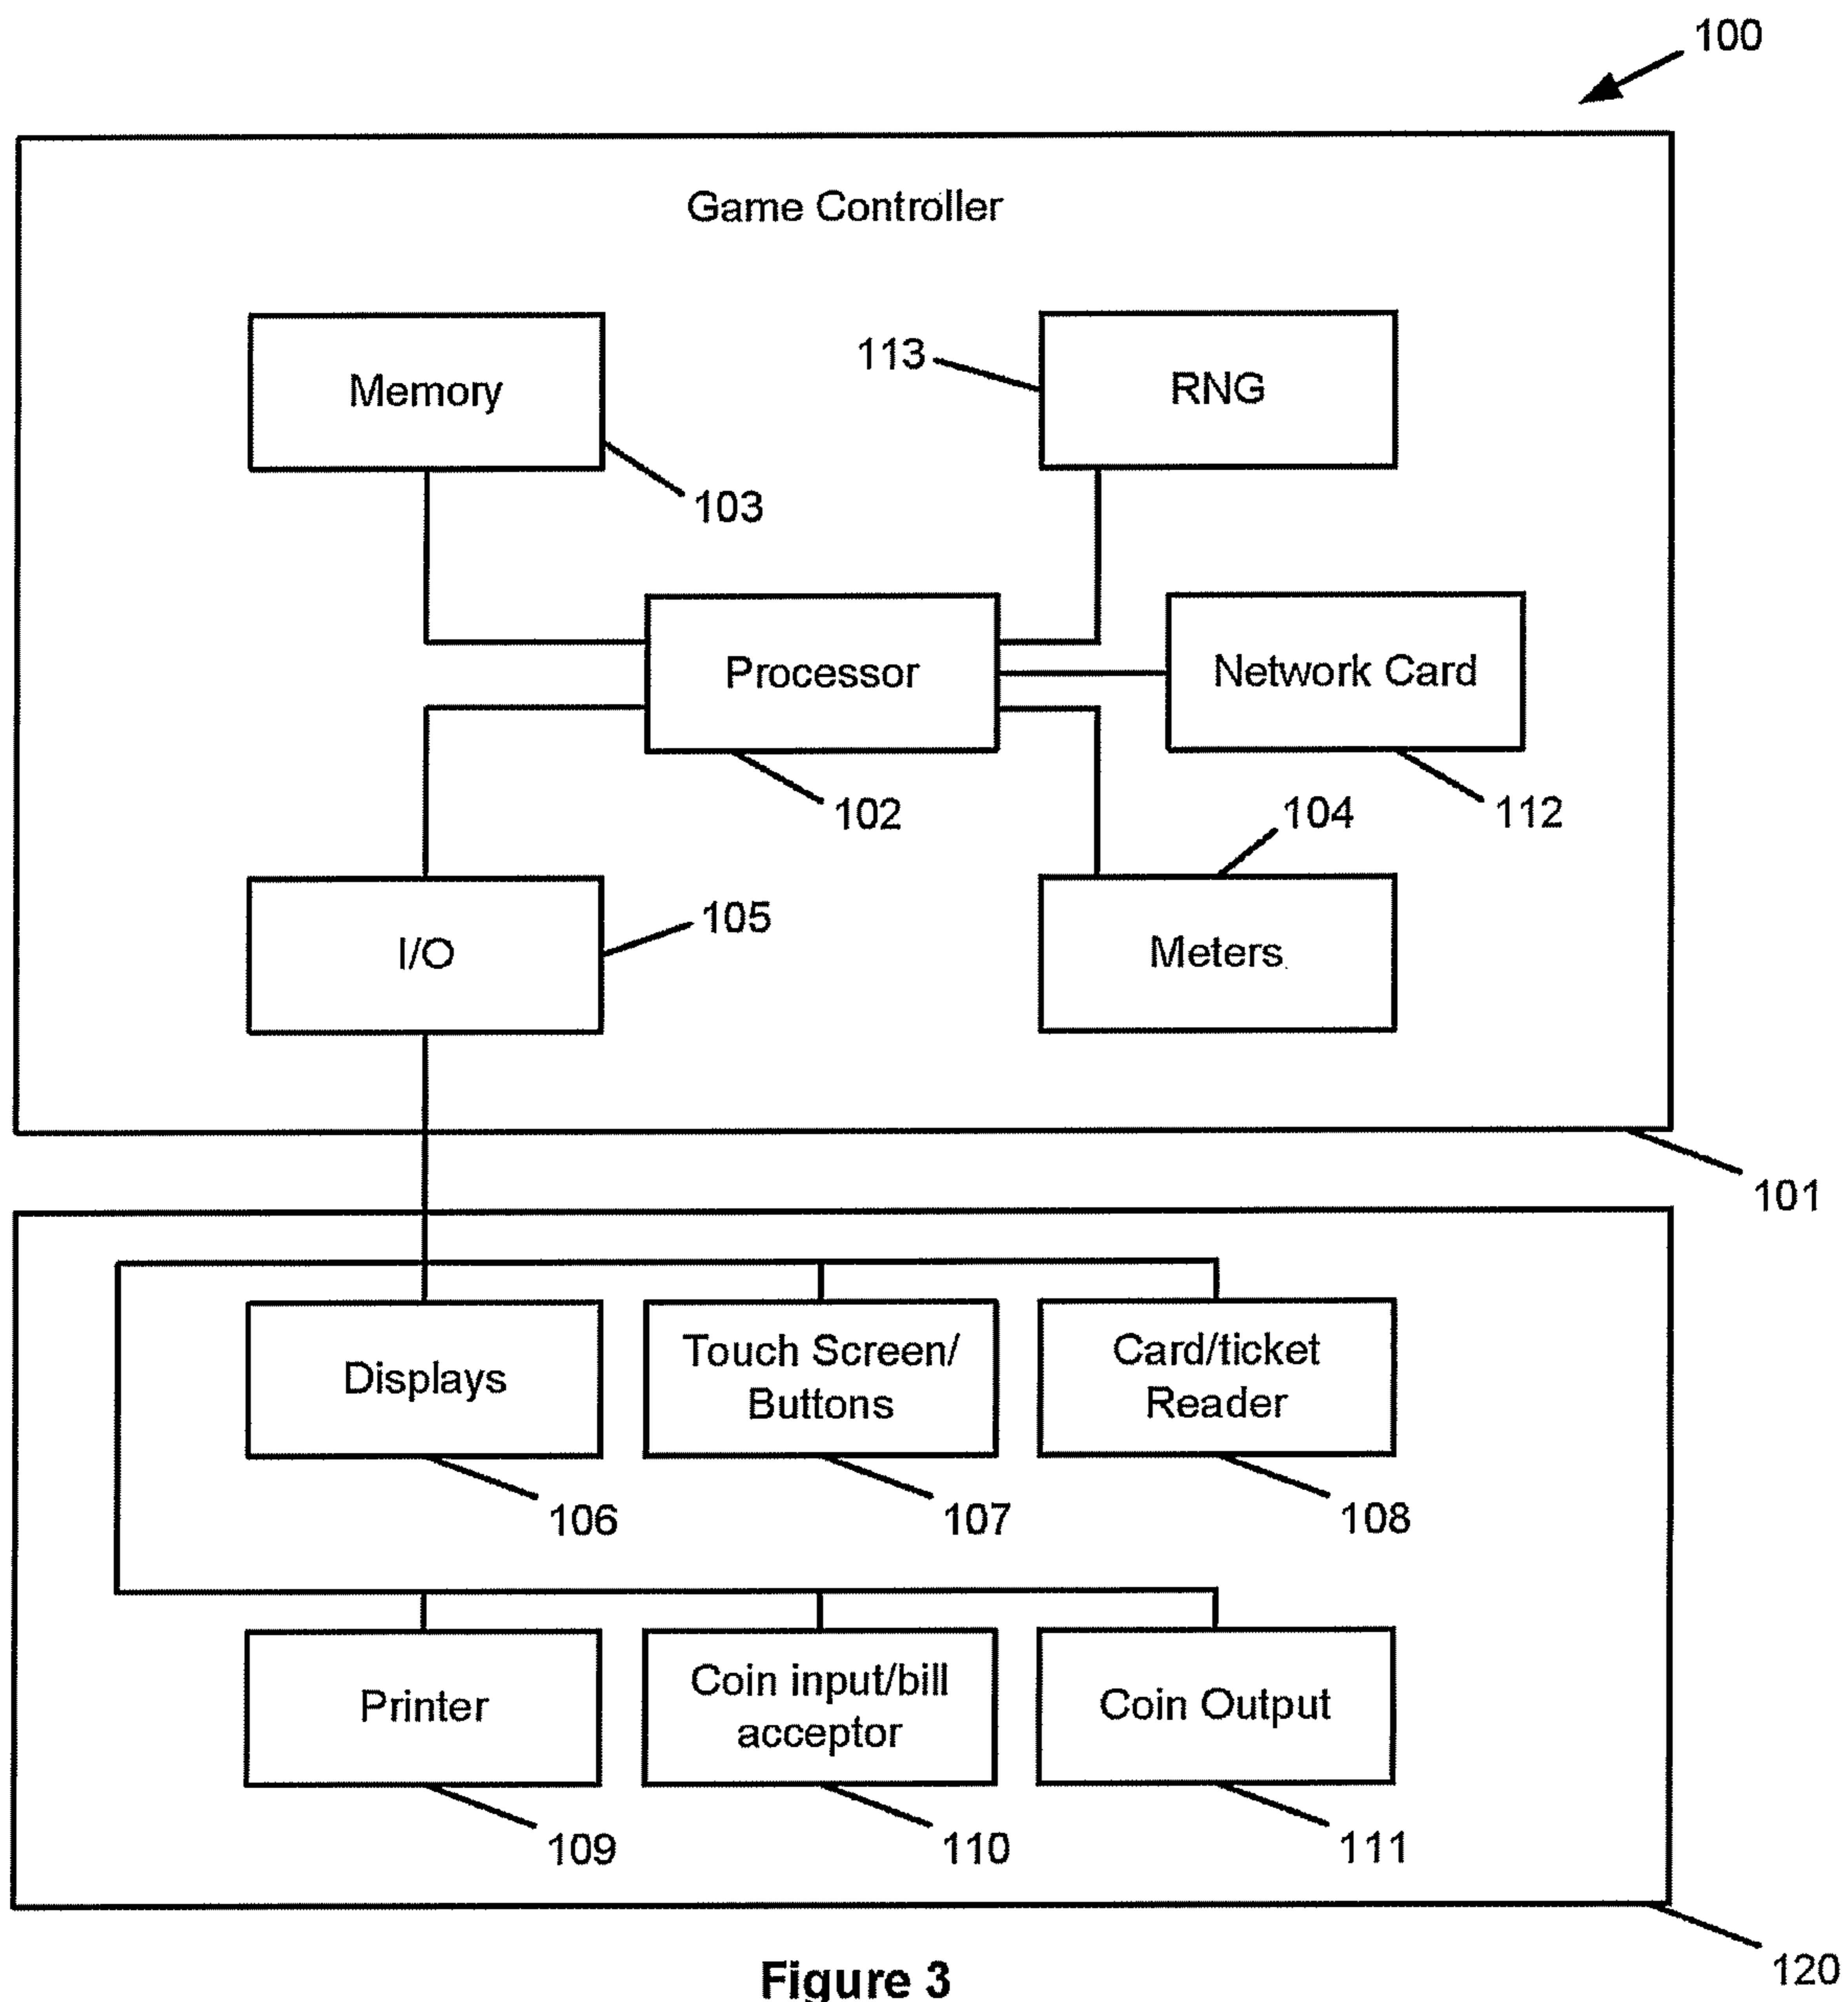 100
Game Controller
Memory
113
RNG
103
Processor
Network Card
102
104
112
I/O
105
Meters
101
Displays
Touch Screen/
Buttons
Card/ticket
Reader
106
107
108
Printer
Coin input/bill
acceptor
Coin Output
109
110
111
120
Figure 3